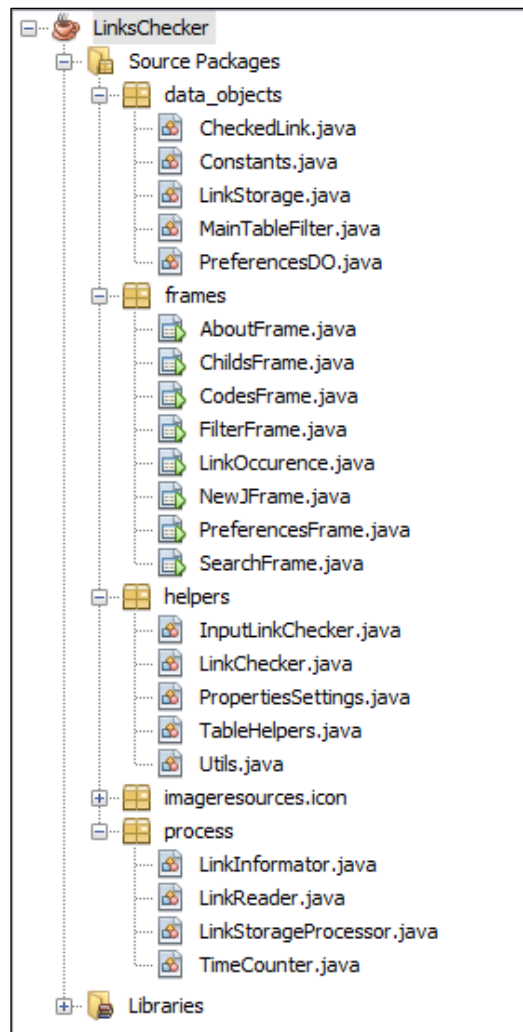 LinksChecker
Source Packages
data_objects
CheckedLink.java
Constants.java
LinkStorage.java
MainTableFilter.java
PreferencesDO.java
frames
AboutFrame.java
ChildsFrame.java
CodesFrame.java
FilterFrame.java
LinkOccurence.java
NewJFrame.java
PreferencesFrame.java
SearchFrame.java
helpers
InputLinkChecker.java
LinkChecker.java
PropertiesSettings.java
TableHelpers.java
Utils.java
imageresources.icon
process
LinkInformator.java
LinkReader.java
LinkStorageProcessor.java
TimeCounter.java
Libraries